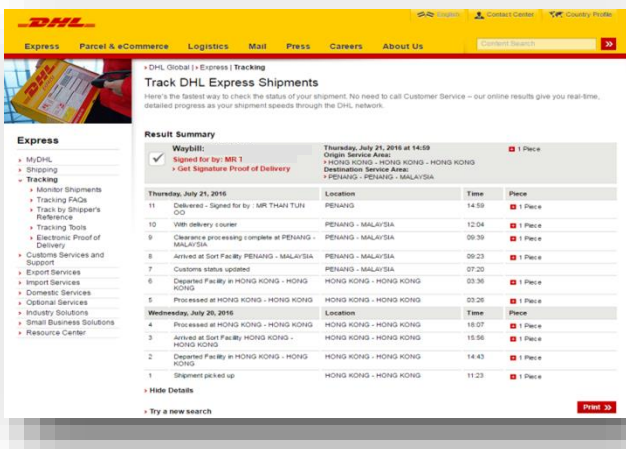 English Contact Center Country Profile
DHL
Express Parcel & eCommerce Logistics Mail Press Careers About Us Content Search
DHL Global | Express | Tracking
Track DHL Express Shipments
Here's the fastest way to check the status of your shipment. No need to call Customer Service – our online results give you real-time,
detailed progress as your shipment speeds through the DHL network.
Express
MyDHL
Shipping
Tracking
Monitor Shipments
Tracking FAQs
Track by Shipper's
Reference
Tracking Tools
Electronic Proof of
Delivery
Customs Services and
Support
Export Services
Import Services
Domestic Services
Optional Services
Industry Solutions
Small Business Solutions
Resource Center
Result Summary
Waybill:
Signed for by: MR T
Get Signature Proof of Delivery
Thursday, July 21, 2016 at 14:59
Origin Service Area:
HONG KONG - HONG KONG - HONG KONG
Destination Service Area:
PENANG - PENANG - MALAYSIA
1 Piece
Thursday, July 21, 2016 Location Time Piece
11 Delivered - Signed for by : MR THAN TUN
OO
PENANG 14:59 1 Piece
10 With delivery courier PENANG - MALAYSIA 12:04 1 Piece
9 Clearance processing complete at PENANG -
MALAYSIA
PENANG - MALAYSIA 09:39 1 Piece
8 Arrived at Sort Facility PENANG - MALAYSIA PENANG - MALAYSIA 09:23 1 Piece
7 Customs status updated PENANG - MALAYSIA 07:20
6 Departed Facility in HONG KONG - HONG
KONG
HONG KONG - HONG KONG 03:36 1 Piece
5 Processed at HONG KONG - HONG KONG HONG KONG - HONG KONG 03:26 1 Piece
Wednesday, July 20, 2016 Location Time Piece
4 Processed at HONG KONG - HONG KONG HONG KONG - HONG KONG 18:07 1 Piece
3 Arrived at Sort Facility HONG KONG -
HONG KONG
HONG KONG - HONG KONG 15:56 1 Piece
2 Departed Facility in HONG KONG - HONG
KONG
HONG KONG - HONG KONG 14:43 1 Piece
1 Shipment picked up HONG KONG - HONG KONG 11:23 1 Piece
Hide Details
Try a new search
Print